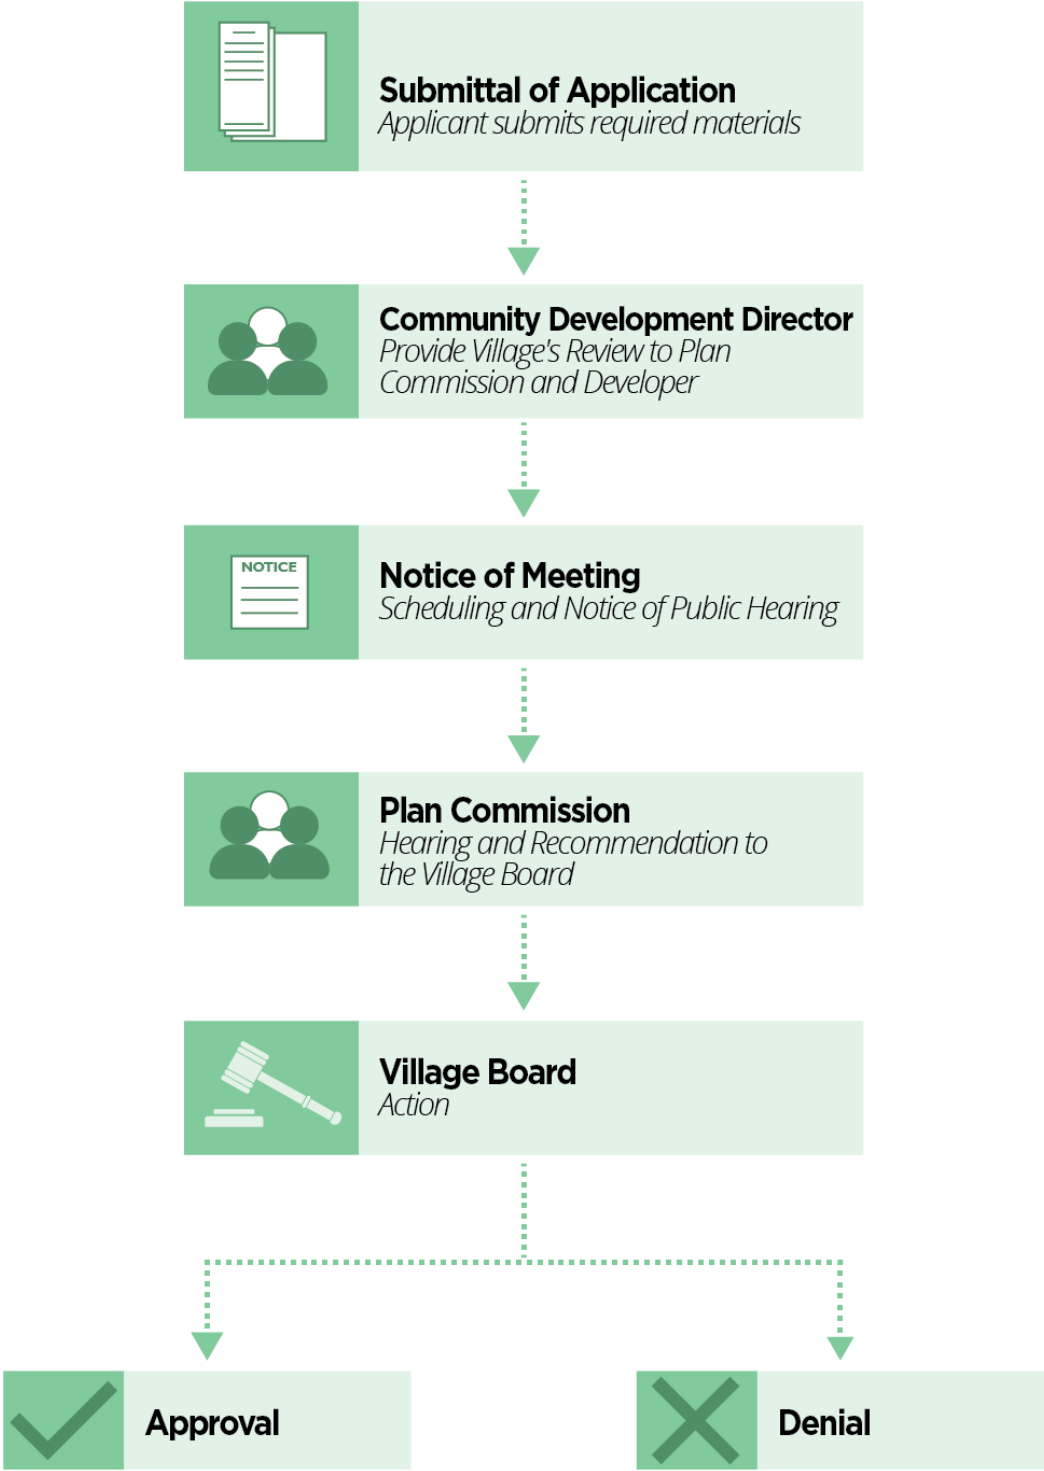 Submittal of Application
Applicant submits required materials
Community Development Director
Provide Village's Review to Plan
Commission and Developer
NOTICE
Notice of Meeting
Scheduling and Notice of Public Hearing
Plan Commission
Hearing and Recommendation to
the Village Board
Village Board
Action
Approval
Denial